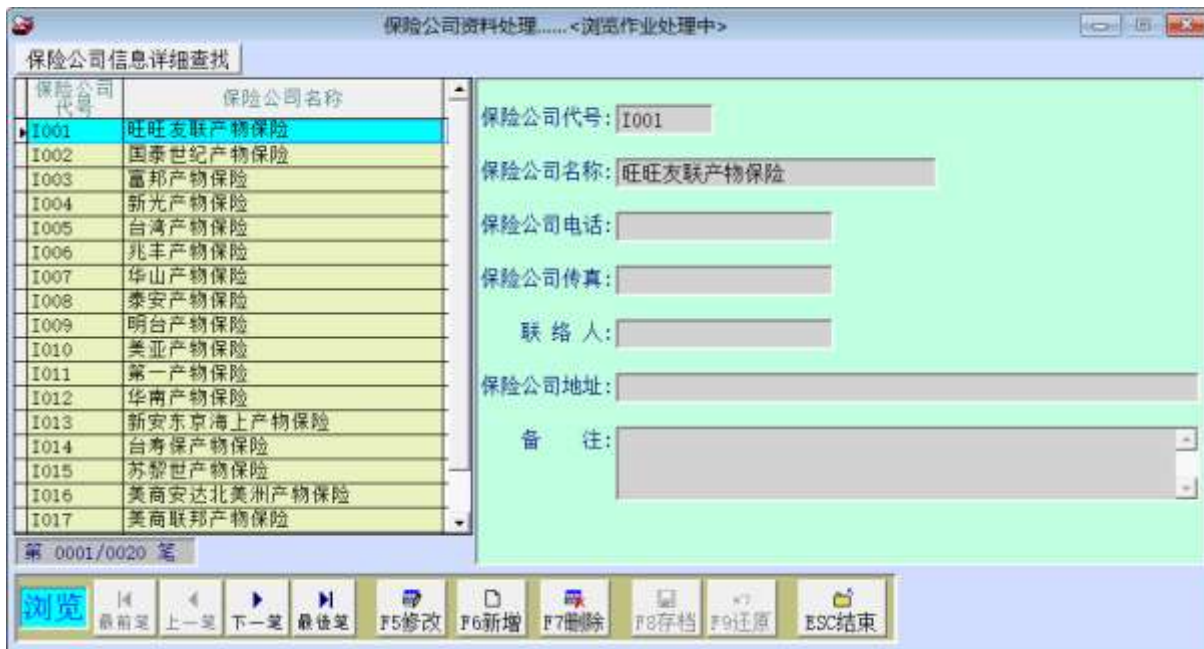 保险公司资料处理......<浏览作业处理中>
保险公司信息详细查找
保险公司代号 保险公司名称
I001 旺旺友联产物保险
I002 国泰世纪产物保险
I003 富邦产物保险
I004 新光产物保险
I005 台湾产物保险
I006 兆丰产物保险
I007 华山产物保险
I008 泰安产物保险
I009 明台产物保险
I010 美亚产物保险
I011 第一产物保险
I012 华南产物保险
I013 新安东京海上产物保险
I014 台寿保产物保险
I015 苏黎世产物保险
I016 美商安达北美洲产物保险
I017 美商联邦产物保险
第 0001/0020 笔
保险公司代号: I001
保险公司名称: 旺旺友联产物保险
保险公司电话:
保险公司传真:
联 络 人:
保险公司地址:
备 注:
浏览 最前笔 上一笔 下一笔 最後笔 F5修改 F6新增 F7删除 F8存档 F9还原 ESC结束